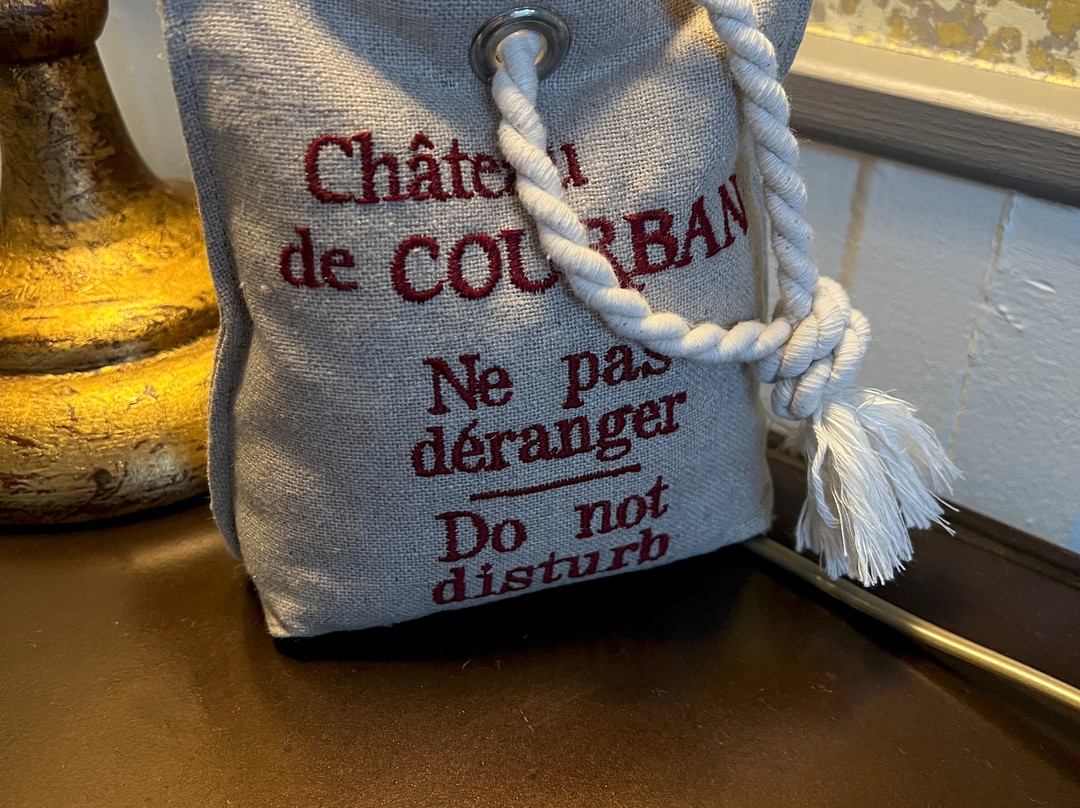 Château
de COURBAN
Ne pas
déranger
Do not
disturb